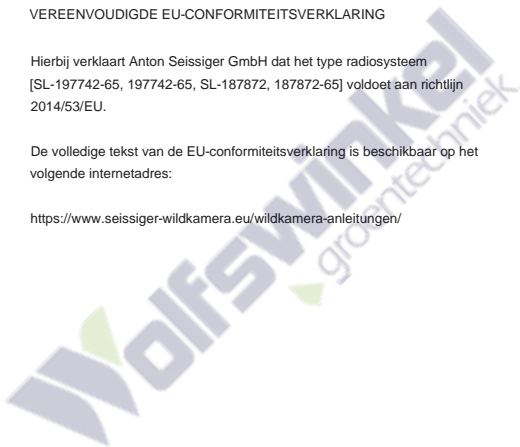 VEREENVOUDIGDE EU-CONFORMITEITSVERKLARING
Hierbij verklaart Anton Seissiger GmbH dat het type radiosysteem
[SL-197742-65, 197742-65, SL-187872, 187872-65] voldoet aan richtlijn
2014/53/EU.
De volledige tekst van de EU-conformiteitsverklaring is beschikbaar op het
volgende internetadres:
https://www.seissiger-wildkamera.eu/wildkamera-anleitungen/
Wolfswinkel
groentechniek